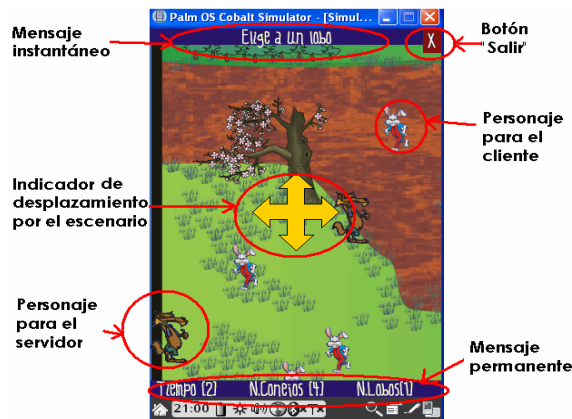 Palm OS Cobalt Simulator - [Simul...
Mensaje
instantáneo
Elige a un lobo
X
Botón
"Salir"
Personaje
para el
cliente
Indicador de
desplazamiento
por el escenario
Personaje
para el
servidor
Mensaje
permanente
Tiempo (2) N.Conejos (4) N.Lobos(1)
21:00